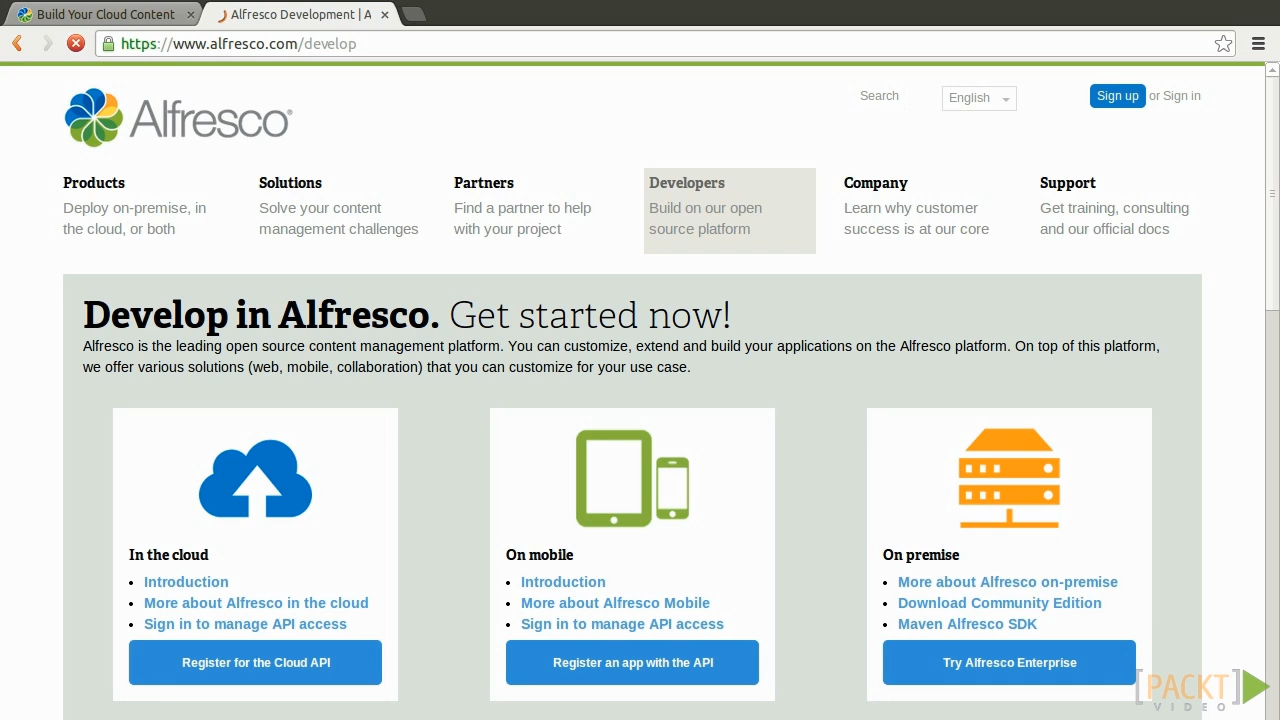 Build Your Cloud Content
Alfresco Development | A
https://www.alfresco.com/develop
Alfresco®
Search
English
Sign up or Sign in
Products
Deploy on-premise, in
the cloud, or both
Solutions
Solve your content
management challenges
Partners
Find a partner to help
with your project
Developers
Build on our open
source platform
Company
Learn why customer
success is at our core
Support
Get training, consulting
and our official docs
Develop in Alfresco. Get started now!
Alfresco is the leading open source content management platform. You can customize, extend and build your applications on the Alfresco platform. On top of this platform,
we offer various solutions (web, mobile, collaboration) that you can customize for your use case.
In the cloud
• Introduction
• More about Alfresco in the cloud
• Sign in to manage API access
Register for the Cloud API
On mobile
• Introduction
• More about Alfresco Mobile
• Sign in to manage API access
Register an app with the API
On premise
• More about Alfresco on-premise
• Download Community Edition
• Maven Alfresco SDK
Try Alfresco Enterprise
[PACKT]
VIDEO